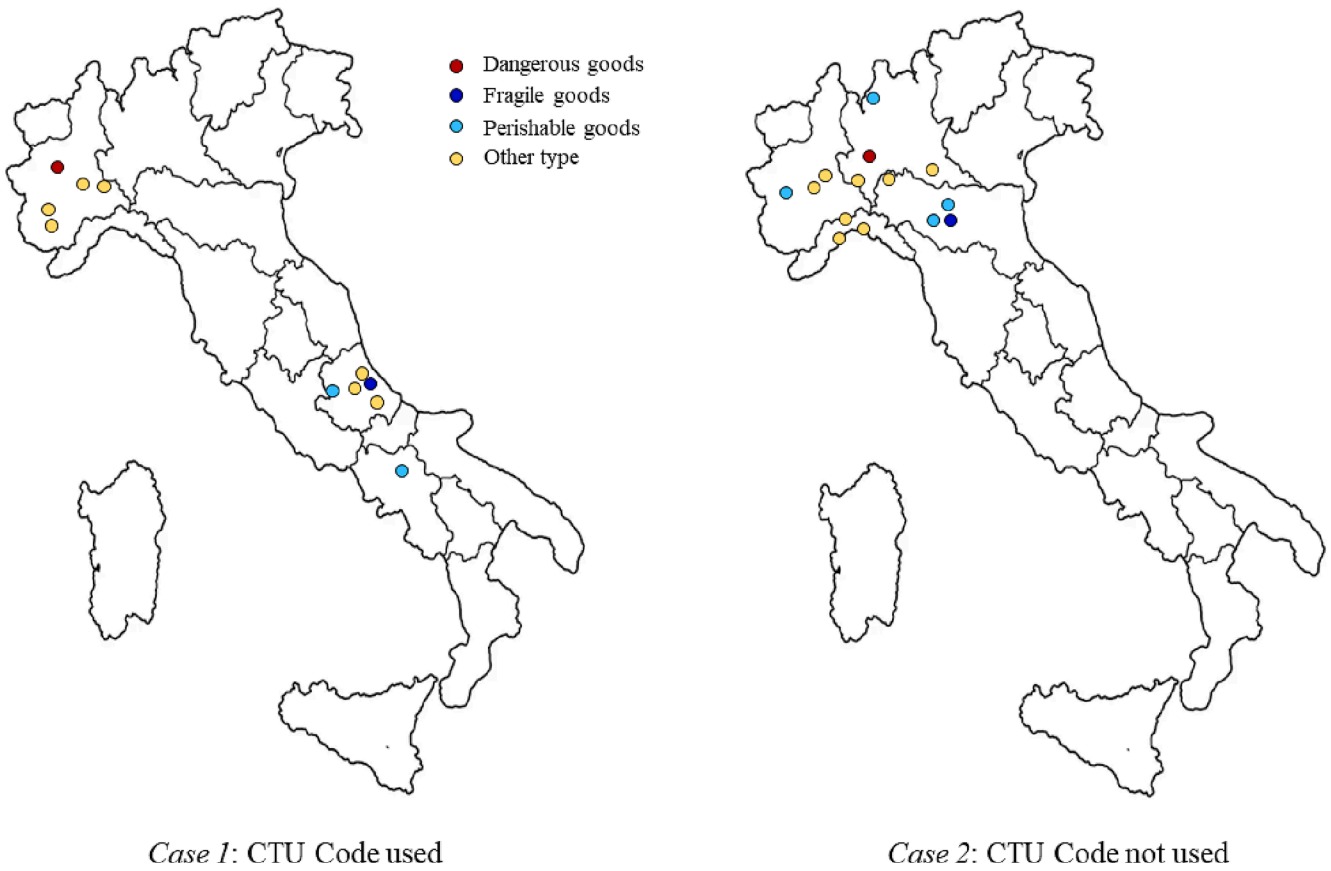 Dangerous goods
Fragile goods
Perishable goods
Other type
Case 1: CTU Code used
Case 2: CTU Code not used